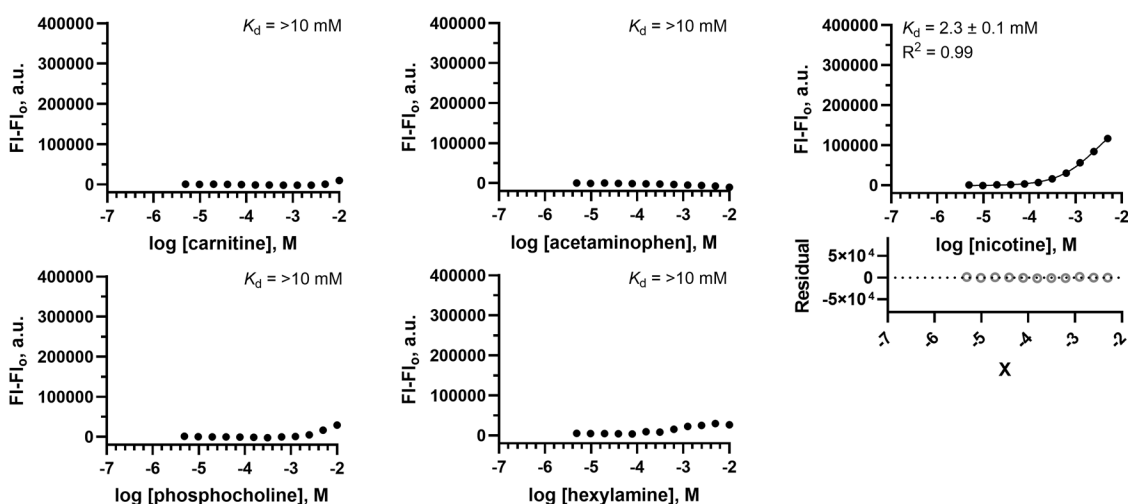 Kd = >10 mM
FI-FIo, a.u.
400000
300000
200000
100000
0
-7 -6 -5 -4 -3 -2
log [carnitine], M
Kd = >10 mM
FI-FIo, a.u.
400000
300000
200000
100000
0
-7 -6 -5 -4 -3 -2
log [acetaminophen], M
Kd = 2.3 ± 0.1 mM
R² = 0.99
FI-FIo, a.u.
400000
300000
200000
100000
0
-7 -6 -5 -4 -3 -2
log [nicotine], M
Residual
5×10⁴
0
-5×10⁴
-7 -6 -5 -4 -3 -2
X
Kd = >10 mM
FI-FIo, a.u.
400000
300000
200000
100000
0
-7 -6 -5 -4 -3 -2
log [phosphocholine], M
Kd = >10 mM
FI-FIo, a.u.
400000
300000
200000
100000
0
-7 -6 -5 -4 -3 -2
log [hexylamine], M